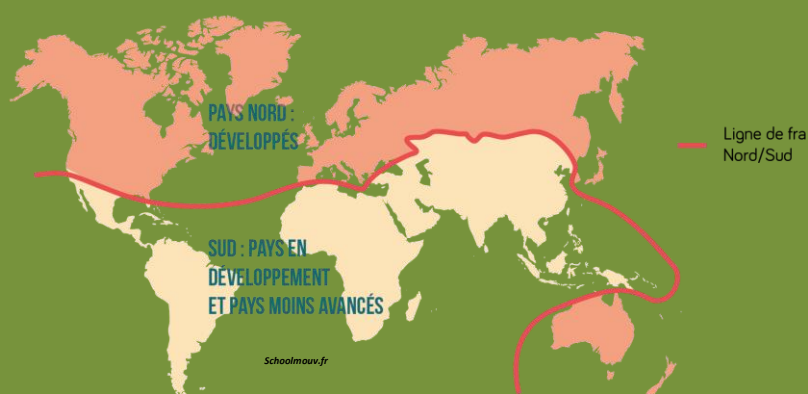 PAYS NORD :
DÉVELOPPÉS
Ligne de fra
Nord/Sud
SUD : PAYS EN
DÉVELOPPEMENT
ET PAYS MOINS AVANCÉS
Schoolmouv.fr